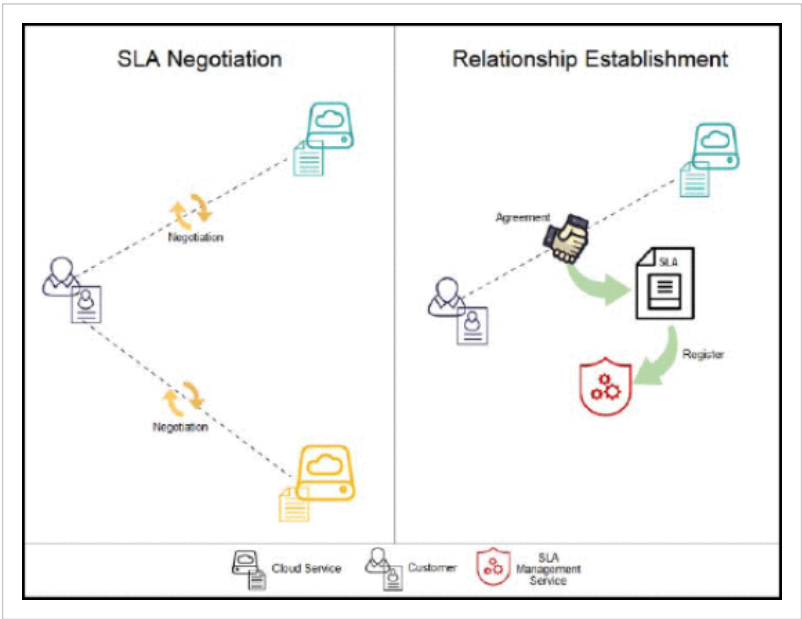 SLA Negotiation
Relationship Establishment
Negotiation
Negotiation
Agreement
SLA
Register
Cloud Service
Customer
SLA
Management
Service